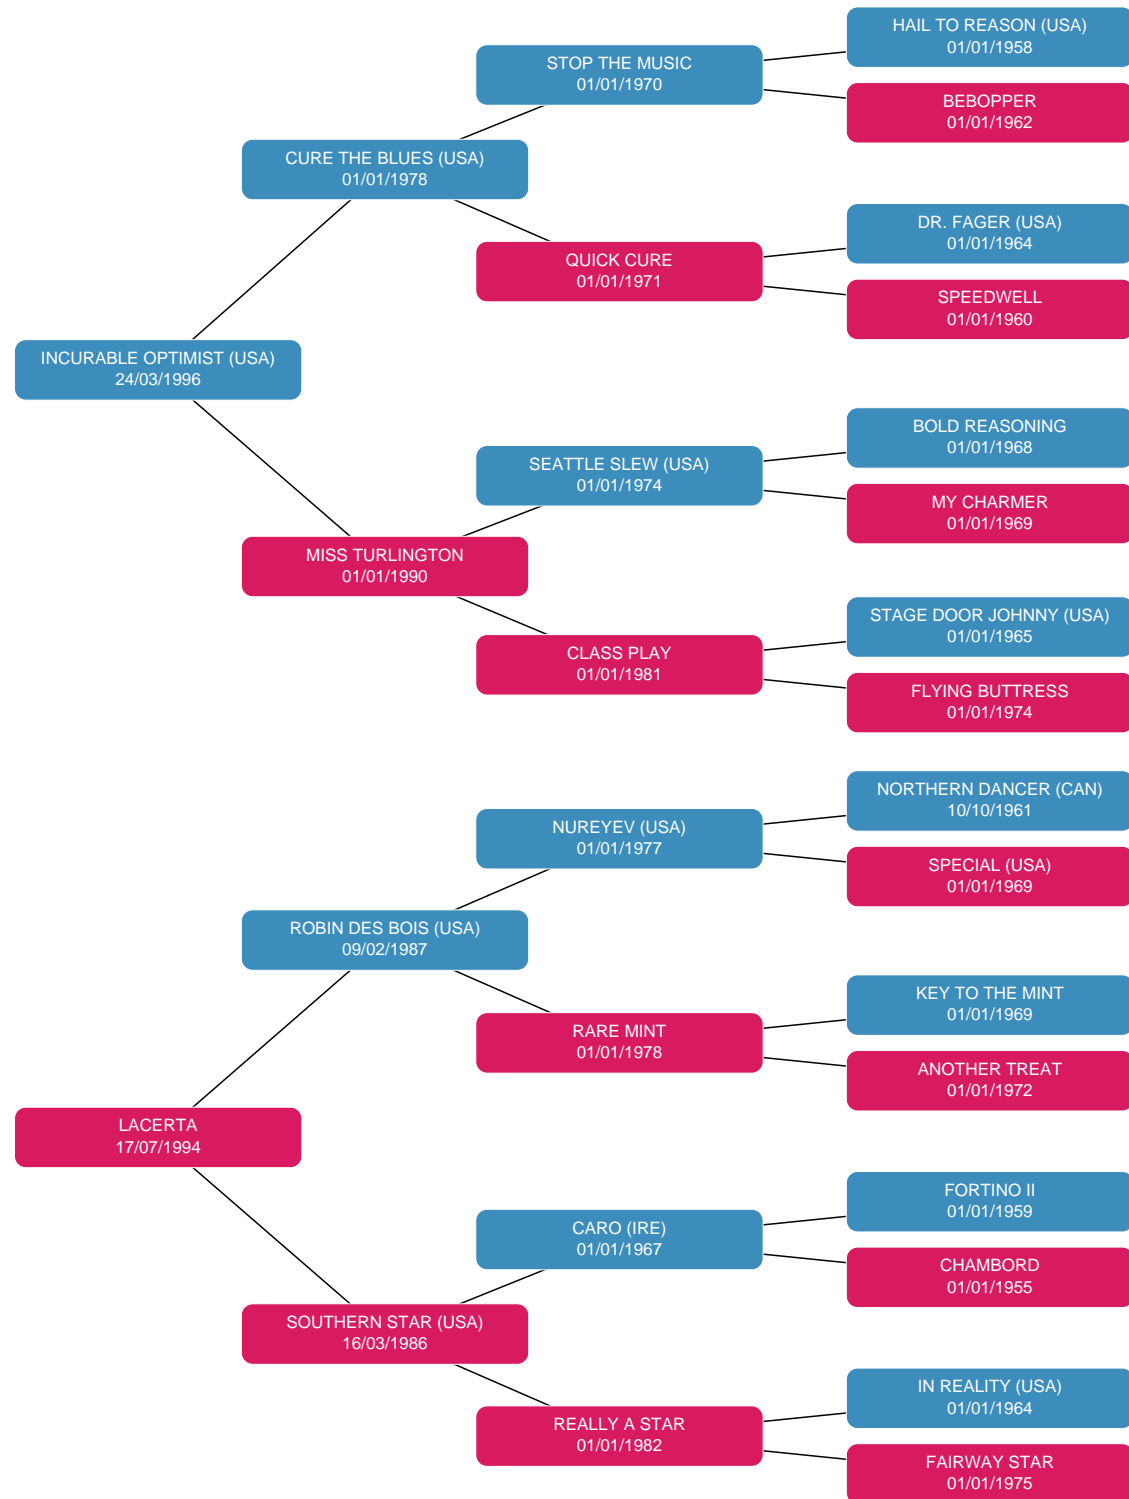 HAIL TO REASON (USA)
01/01/1958
STOP THE MUSIC
01/01/1970
BEBOPPER
01/01/1962
CURE THE BLUES (USA)
01/01/1978
DR. FAGER (USA)
01/01/1964
QUICK CURE
01/01/1971
SPEEDWELL
01/01/1960
INCURABLE OPTIMIST (USA)
24/03/1996
BOLD REASONING
01/01/1968
SEATTLE SLEW (USA)
01/01/1974
MY CHARMER
01/01/1969
MISS TURLINGTON
01/01/1990
STAGE DOOR JOHNNY (USA)
01/01/1965
CLASS PLAY
01/01/1981
FLYING BUTTRESS
01/01/1974
NORTHERN DANCER (CAN)
10/10/1961
NUREYEV (USA)
01/01/1977
SPECIAL (USA)
01/01/1969
ROBIN DES BOIS (USA)
09/02/1987
KEY TO THE MINT
01/01/1969
RARE MINT
01/01/1978
ANOTHER TREAT
01/01/1972
LACERTA
17/07/1994
FORTINO II
01/01/1959
CARO (IRE)
01/01/1967
CHAMBORD
01/01/1955
SOUTHERN STAR (USA)
16/03/1986
IN REALITY (USA)
01/01/1964
REALLY A STAR
01/01/1982
FAIRWAY STAR
01/01/1975